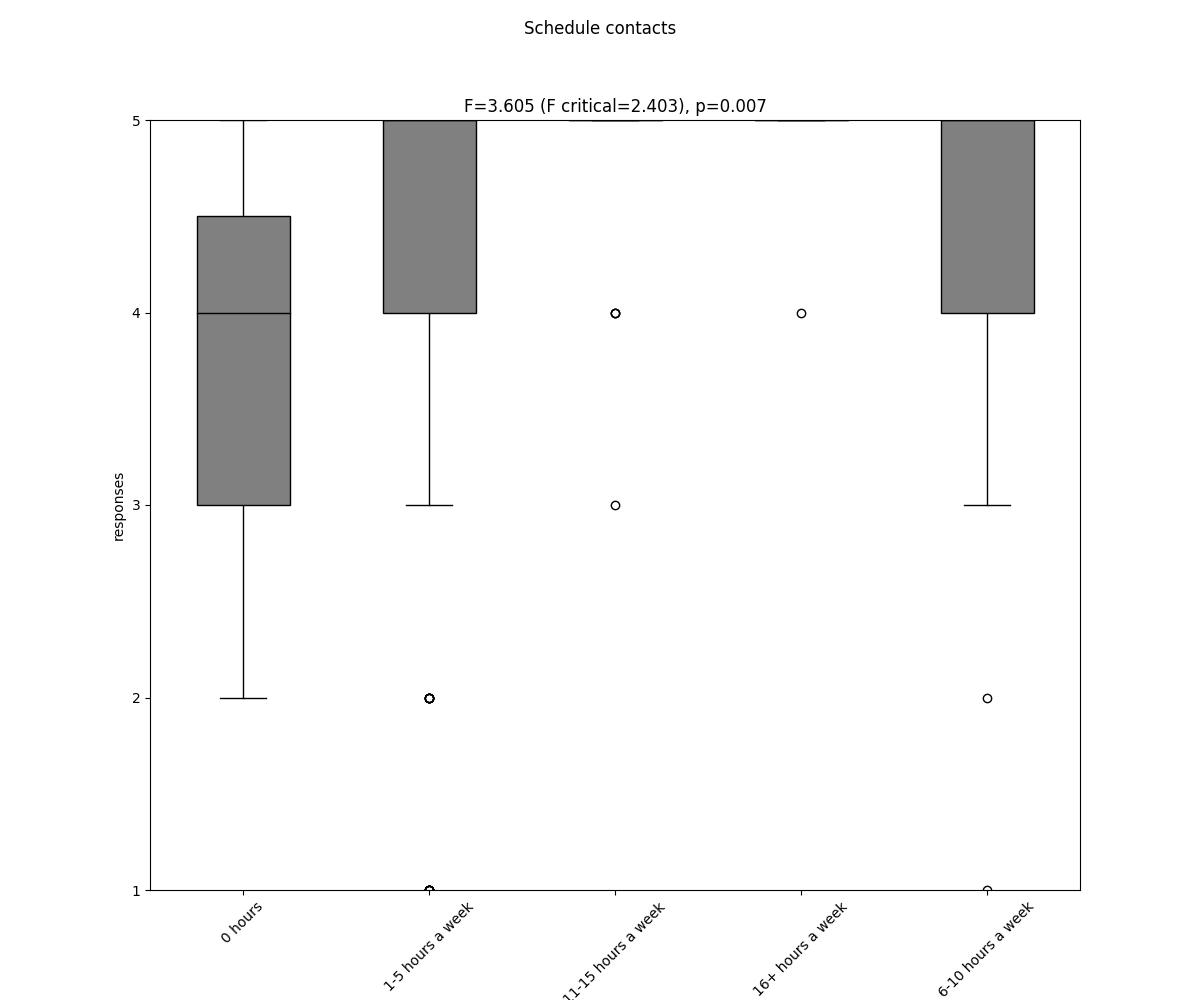 Schedule contacts
F=3.605 (F critical=2.403), p=0.007
5
4
3
2
1
responses
0 hours
1-5 hours a week
11-15 hours a week
16+ hours a week
6-10 hours a week